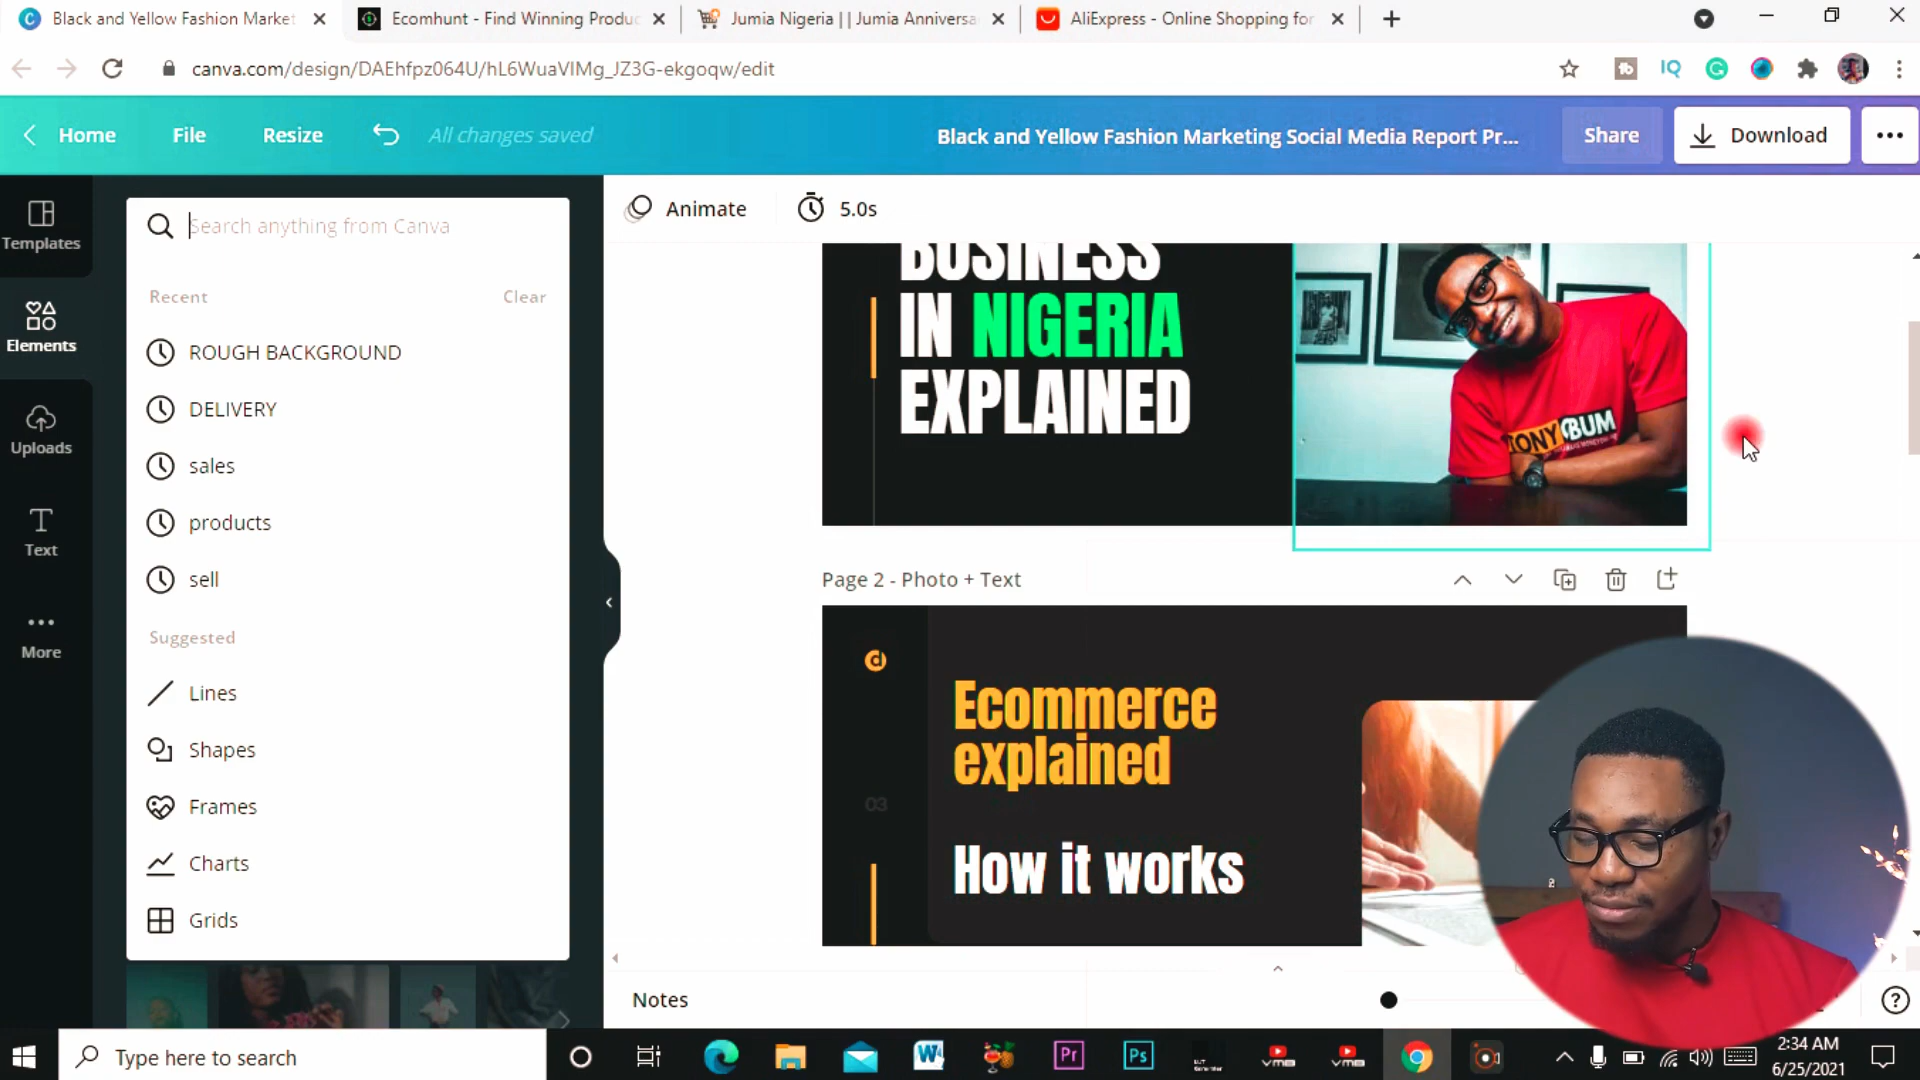 Black and Yellow Fashion Market
Ecomhunt - Find Winning Produc
Jumia Nigeria || Jumia Anniversa
AliExpress - Online Shopping for
canva.com/design/DAEhfpz064U/hL6WuaVIMg_JZ3G-ekgoqw/edit
Home
File
Resize
All changes saved
Black and Yellow Fashion Marketing Social Media Report Pr...
Share
Download
Templates
Elements
Uploads
Text
More
Search anything from Canva
Recent
Clear
ROUGH BACKGROUND
DELIVERY
sales
products
sell
Suggested
Lines
Shapes
Frames
Charts
Grids
Animate
5.0s
BUSINESS
IN NIGERIA
EXPLAINED
Page 2 - Photo + Text
03
Ecommerce
explained
How it works
Notes
Type here to search
2:34 AM
6/25/2021